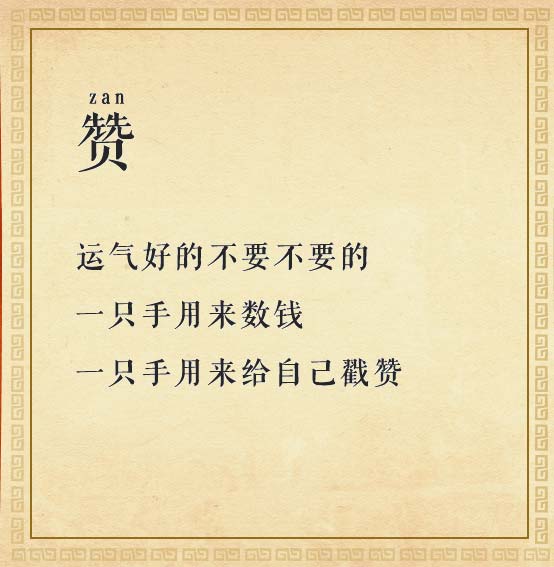 zan
赞
运气好的不要不要的
一只手用来数钱
一只手用来给自己戳赞